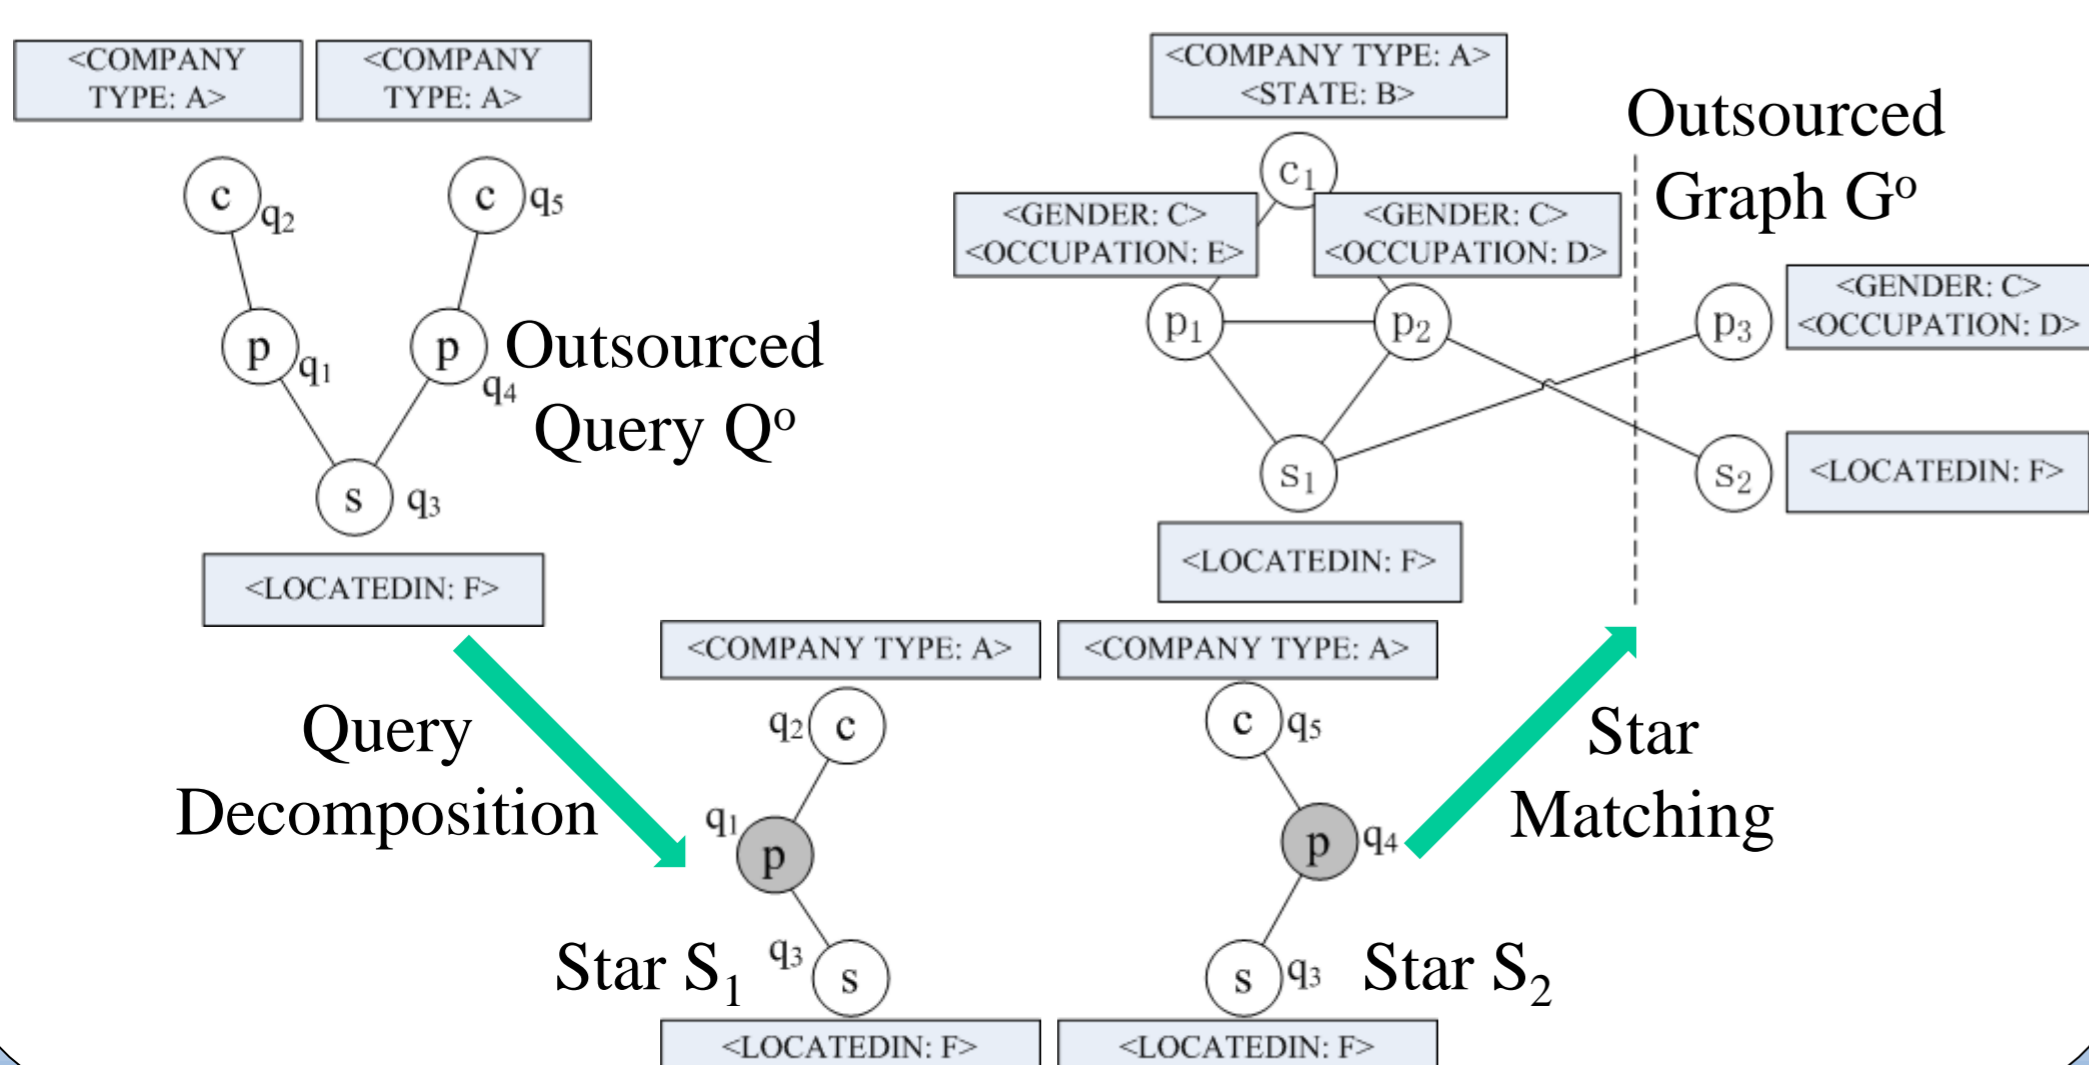 <COMPANY
TYPE: A>
<COMPANY
TYPE: A>
c
q2
c
q5
p
q1
p
q4
Outsourced
Query Qo
s
q3
<LOCATEDIN: F>
<COMPANY TYPE: A>
<STATE: B>
c1
Outsourced
Graph Go
<GENDER: C>
<OCCUPATION: E>
<GENDER: C>
<OCCUPATION: D>
p1
p2
p3
<GENDER: C>
<OCCUPATION: D>
s1
s2
<LOCATEDIN: F>
<LOCATEDIN: F>
Query
Decomposition
<COMPANY TYPE: A>
q2
c
q1
p
q3
s
Star S1
<LOCATEDIN: F>
<COMPANY TYPE: A>
c
q5
p
q4
s
q3
Star S2
<LOCATEDIN: F>
Star
Matching